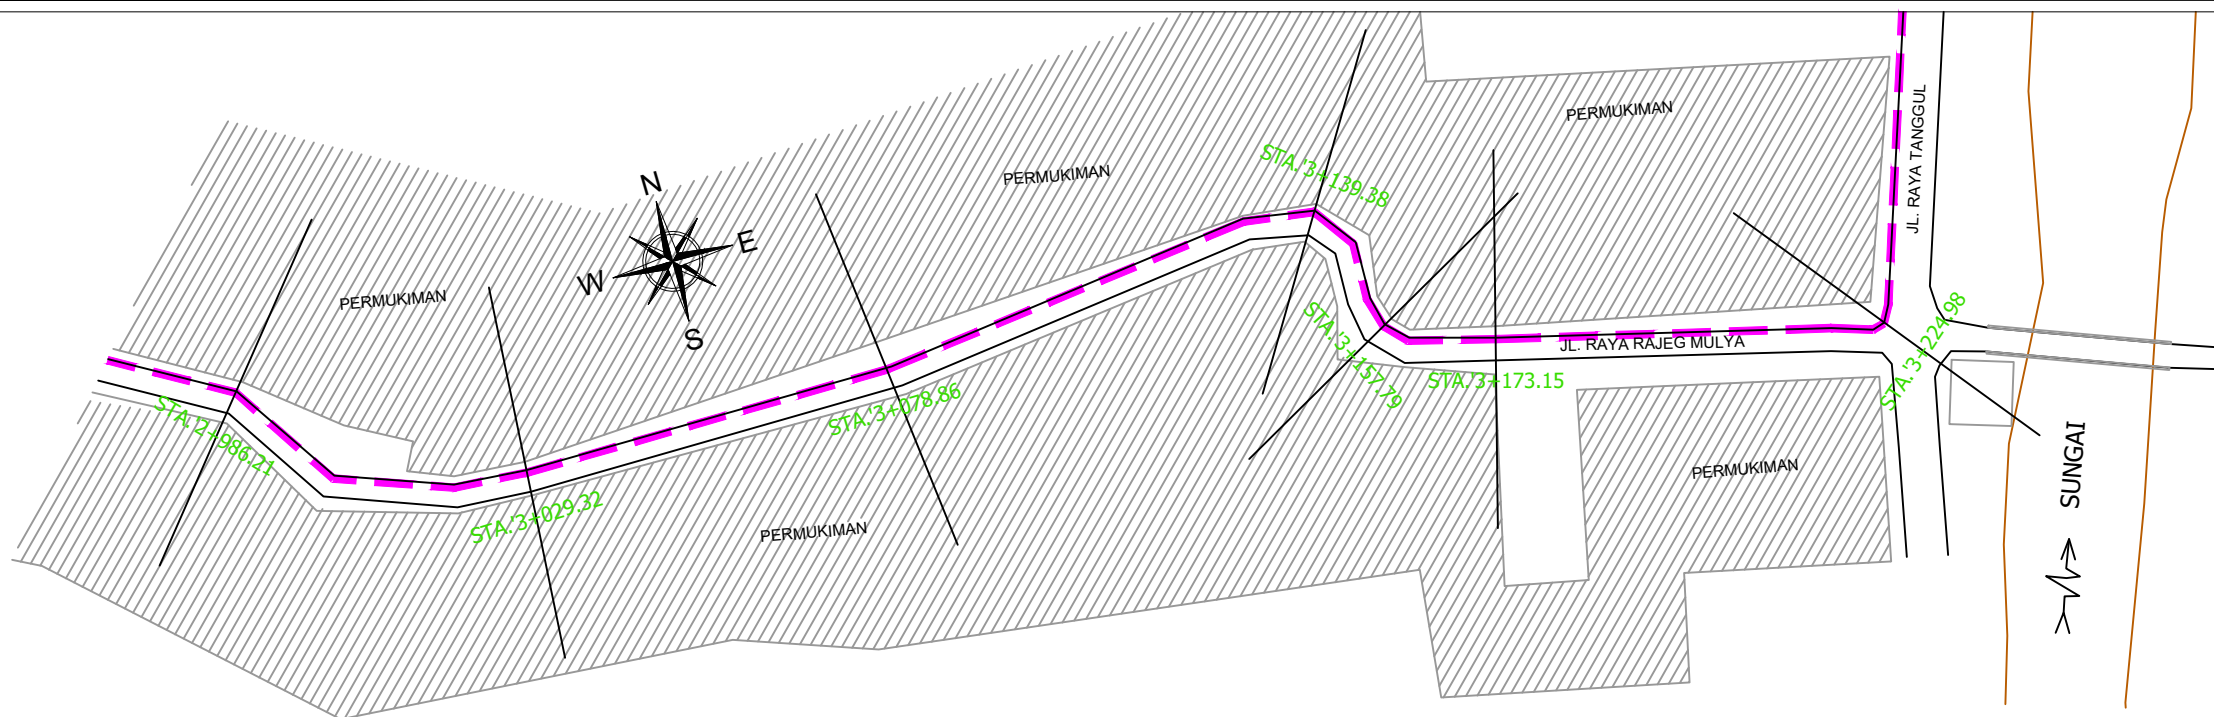 PERMUKIMAN
JL. RAYA TANGGUL
STA.'3+139.38
PERMUKIMAN
N
E
W
S
PERMUKIMAN
STA.'3+224.98
STA.'3+157.79
JL. RAYA RAJEG MULYA
STA.'3+173.15
STA.'3+078.86
STA.'2+986.21
SUNGAI
PERMUKIMAN
STA.'3+029.32
PERMUKIMAN